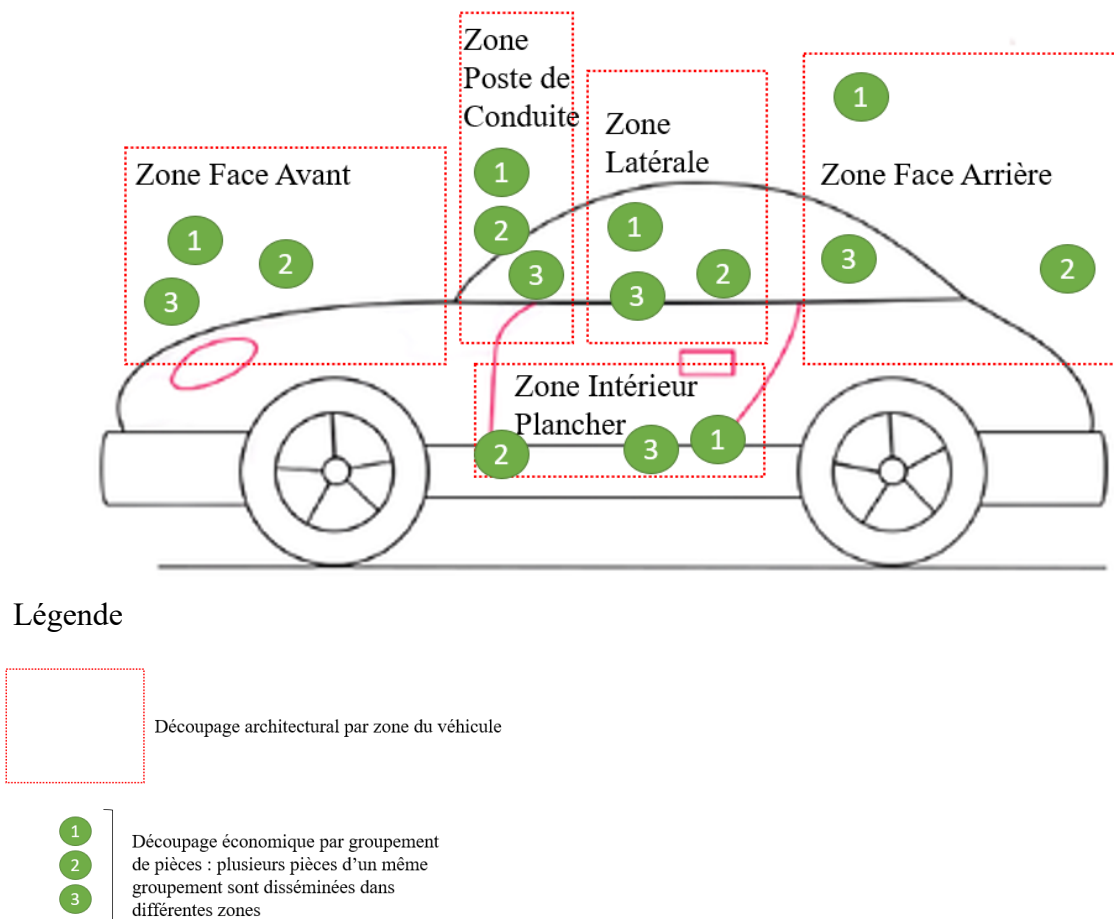 Zone
Poste de
Conduite
Zone
Latérale
Zone Face Avant
Zone Face Arrière
1
2
3
1
2
3
1
2
3
1
2
3
Zone Intérieur
Plancher
2
3
1
Légende
Découpage architectural par zone du véhicule
1
2
3
Découpage économique par groupement
de pièces : plusieurs pièces d’un même
groupement sont disséminées dans
différentes zones